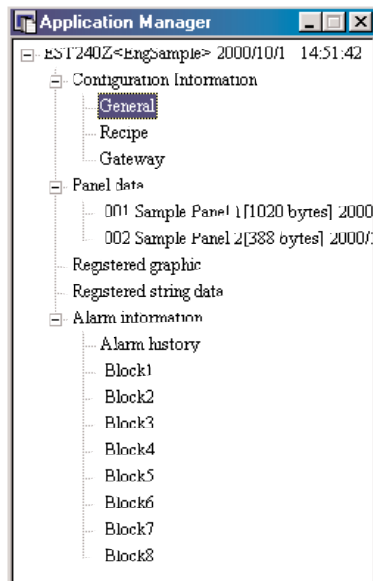 Application Manager
EST240Z<EngSample> 2000/10/1 14:51:42
Configuration Information
General
Recipe
Gateway
Panel data
001 Sample Panel 1[1020 bytes] 2000
002 Sample Panel 2[388 bytes] 2000/
Registered graphic
Registered string data
Alarm information
Alarm history
Block1
Block2
Block3
Block4
Block5
Block6
Block7
Block8